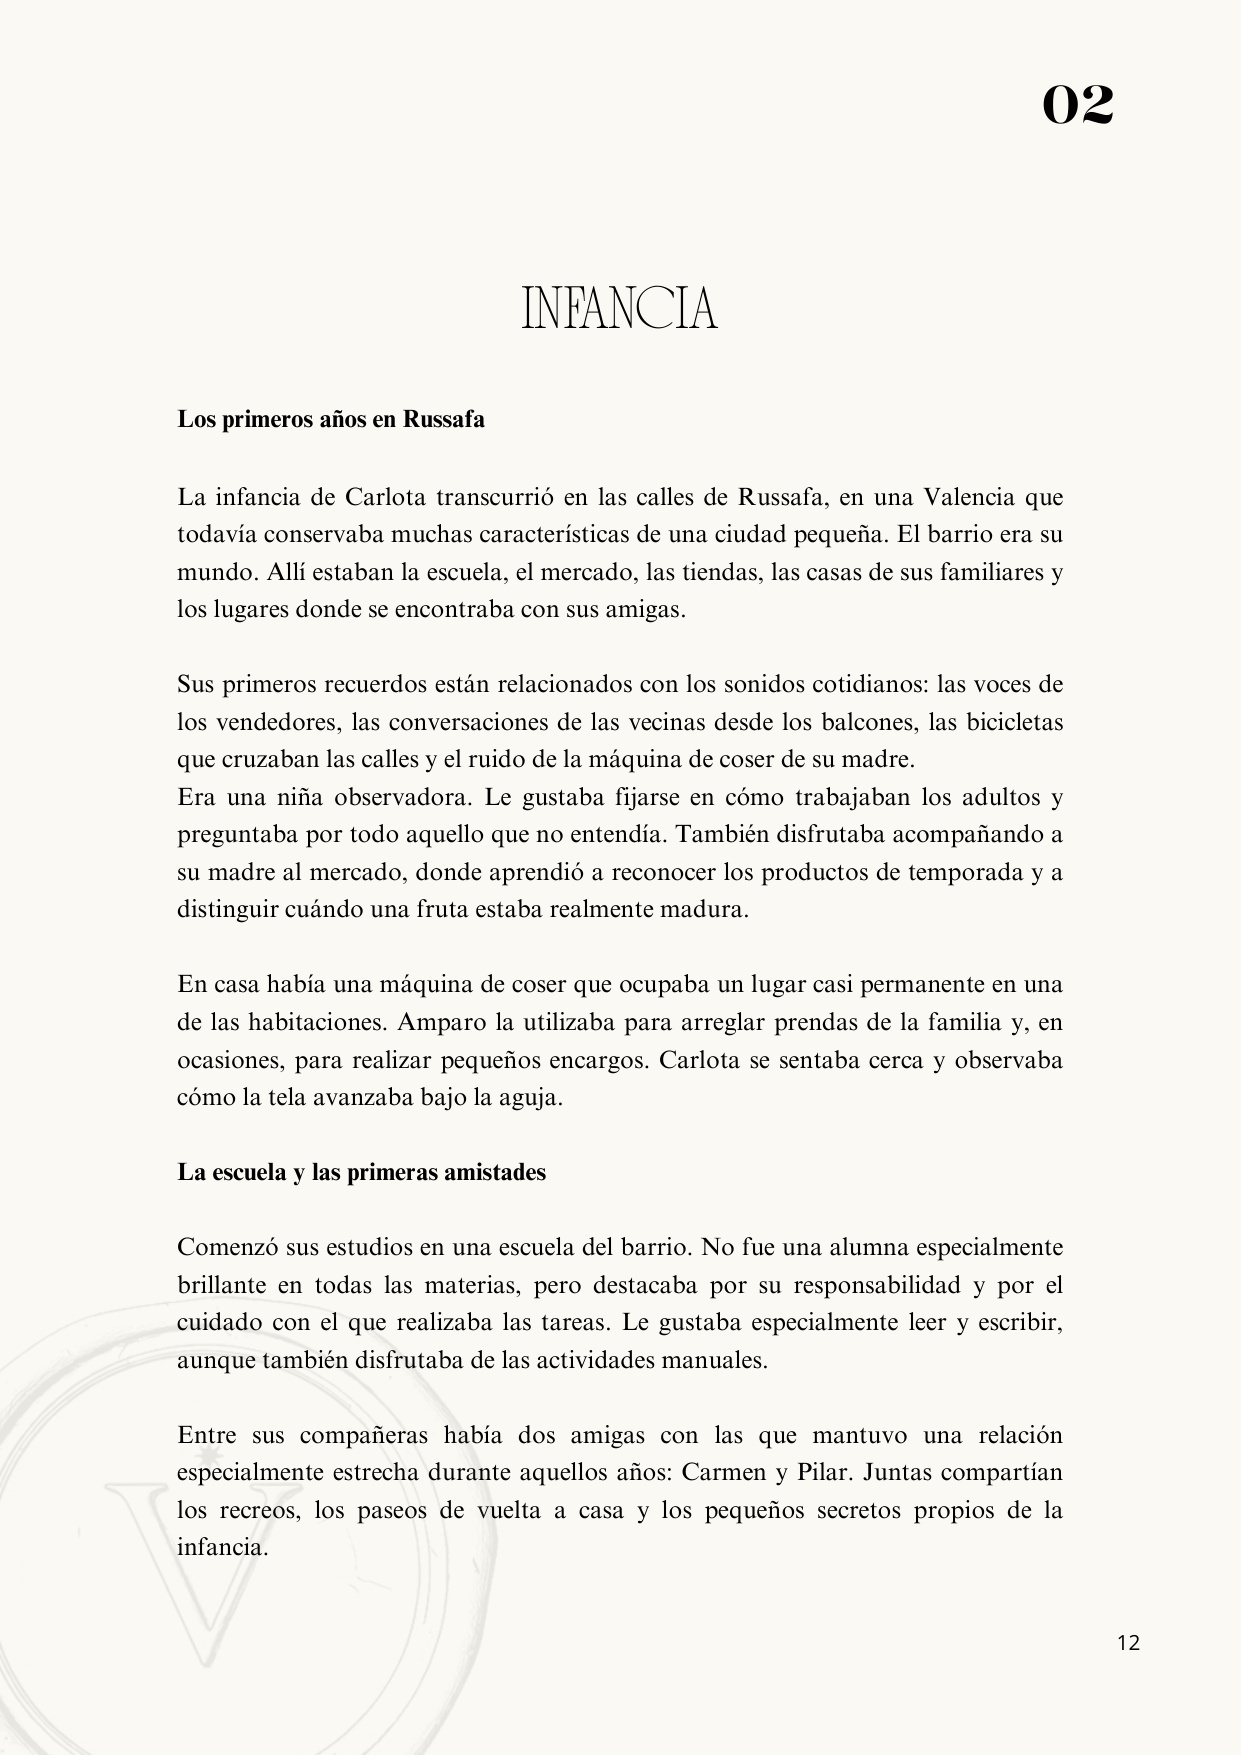 02
INFANCIA
Los primeros años en Russafa
La infancia de Carlota transcurrió en las calles de Russafa, en una Valencia que
todavía conservaba muchas características de una ciudad pequeña. El barrio era su
mundo. Allí estaban la escuela, el mercado, las tiendas, las casas de sus familiares y
los lugares donde se encontraba con sus amigas.
Sus primeros recuerdos están relacionados con los sonidos cotidianos: las voces de
los vendedores, las conversaciones de las vecinas desde los balcones, las bicicletas
que cruzaban las calles y el ruido de la máquina de coser de su madre.
Era una niña observadora. Le gustaba fijarse en cómo trabajaban los adultos y
preguntaba por todo aquello que no entendía. También disfrutaba acompañando a
su madre al mercado, donde aprendió a reconocer los productos de temporada y a
distinguir cuándo una fruta estaba realmente madura.
En casa había una máquina de coser que ocupaba un lugar casi permanente en una
de las habitaciones. Amparo la utilizaba para arreglar prendas de la familia y, en
ocasiones, para realizar pequeños encargos. Carlota se sentaba cerca y observaba
cómo la tela avanzaba bajo la aguja.
La escuela y las primeras amistades
Comenzó sus estudios en una escuela del barrio. No fue una alumna especialmente
brillante en todas las materias, pero destacaba por su responsabilidad y por el
cuidado con el que realizaba las tareas. Le gustaba especialmente leer y escribir,
aunque también disfrutaba de las actividades manuales.
Entre sus compañeras había dos amigas con las que mantuvo una relación
especialmente estrecha durante aquellos años: Carmen y Pilar. Juntas compartían
los recreos, los paseos de vuelta a casa y los pequeños secretos propios de la
infancia.
V
12